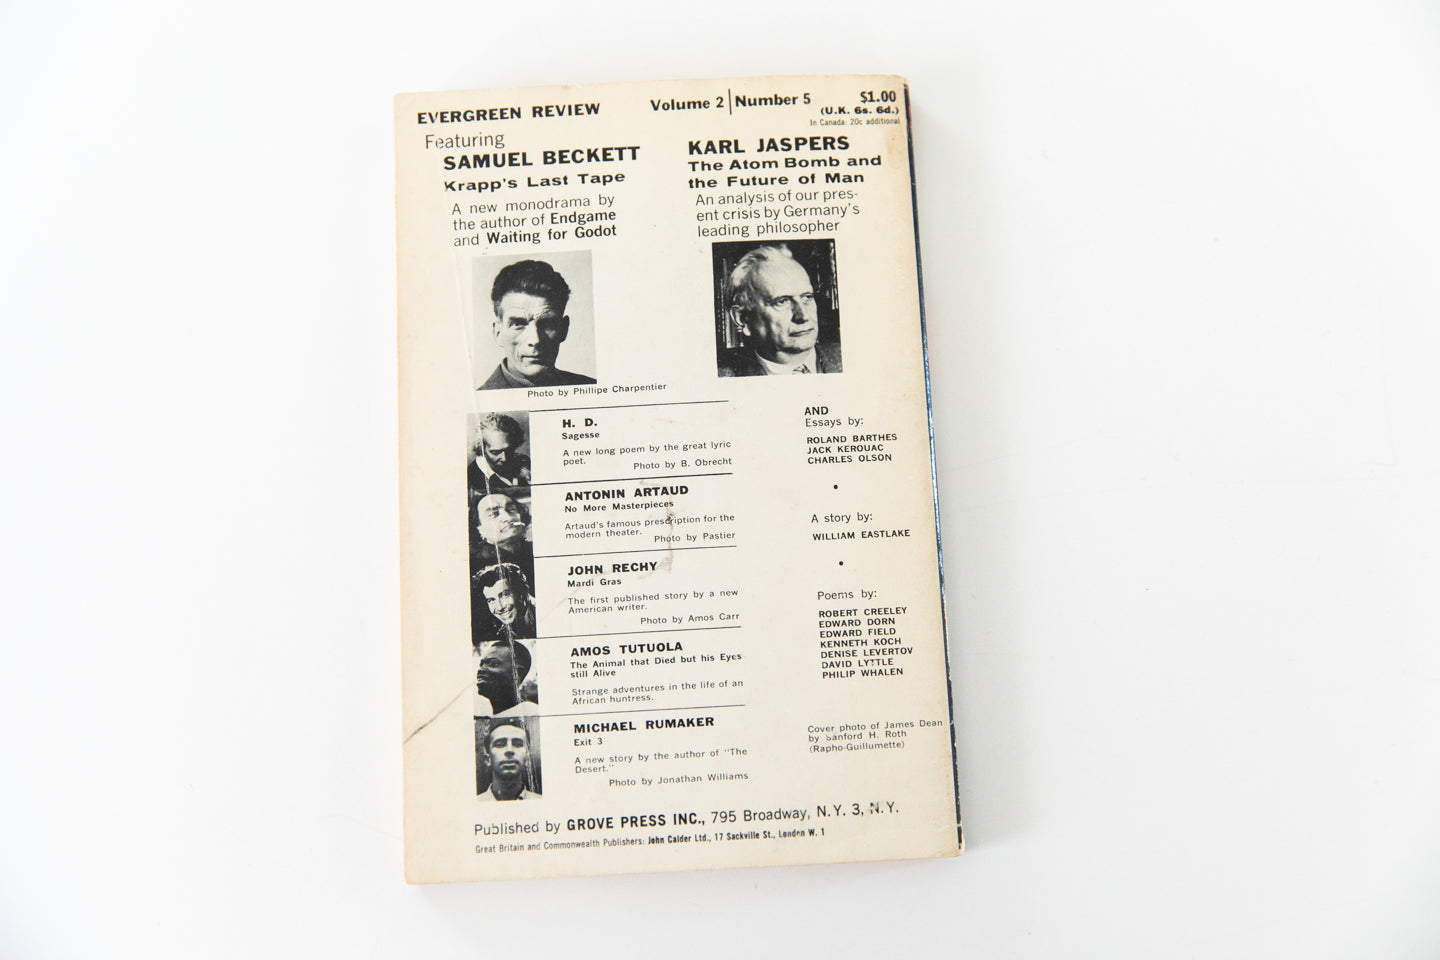 EVERGREEN REVIEW Volume 2 | Number 5 $1.00
(U.K. 6s. 6d.)
In Canada: 20c additional
Featuring
SAMUEL BECKETT
Krapp's Last Tape
A new monodrama by
the author of Endgame
and Waiting for Godot
Photo by Phillipe Charpentier
KARL JASPERS
The Atom Bomb and
the Future of Man
An analysis of our pres-
ent crisis by Germany's
leading philosopher
H. D.
Sagesse
A new long poem by the great lyric
poet.
Photo by B. Obrecht
ANTONIN ARTAUD
No More Masterpieces
Artaud's famous prescription for the
modern theater.
Photo by Pastier
JOHN RECHY
Mardi Gras
The first published story by a new
American writer.
Photo by Amos Carr
AMOS TUTUOLA
The Animal that Died but his Eyes
still Alive
Strange adventures in the life of an
African huntress.
MICHAEL RUMAKER
Exit 3
A new story by the author of "The
Desert."
Photo by Jonathan Williams
AND
Essays by:
ROLAND BARTHES
JACK KEROUAC
CHARLES OLSON
•
A story by:
WILLIAM EASTLAKE
•
Poems by:
ROBERT CREELEY
EDWARD DORN
EDWARD FIELD
KENNETH KOCH
DENISE LEVERTOV
DAVID LYTTLE
PHILIP WHALEN
Cover photo of James Dean
by Sanford H. Roth
(Rapho-Guillumette)
Published by GROVE PRESS INC., 795 Broadway, N.Y. 3, N.Y.
Great Britain and Commonwealth Publishers: John Calder Ltd., 17 Sackville St., London W. 1